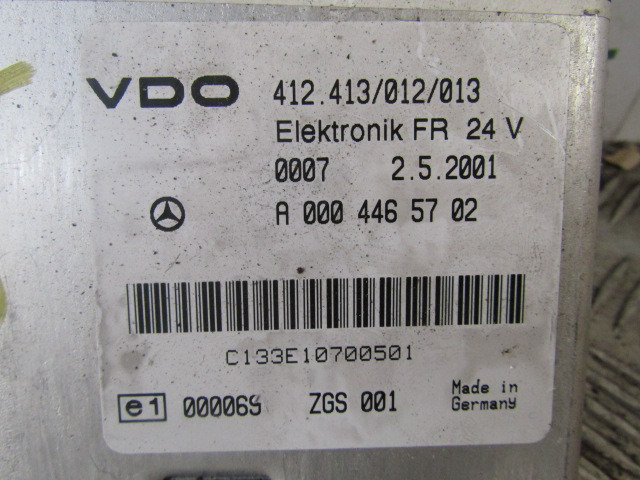 VDO 412.413/012/013
Elektronik FR 24 V
0007 2.5.2001
A 000 446 57 02
C133E10700501
e1 000069 ZGS 001 Made in
Germany